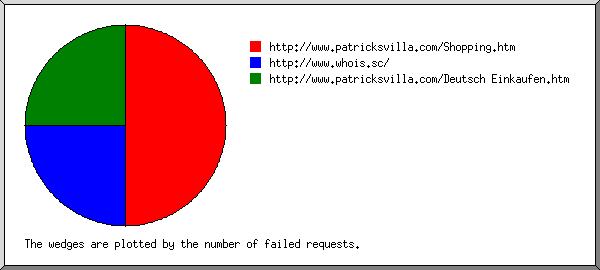 http://www.patricksvilla.com/Shopping.htm
http://www.whois.sc/
http://www.patricksvilla.com/Deutsch Einkaufen.htm
The wedges are plotted by the number of failed requests.